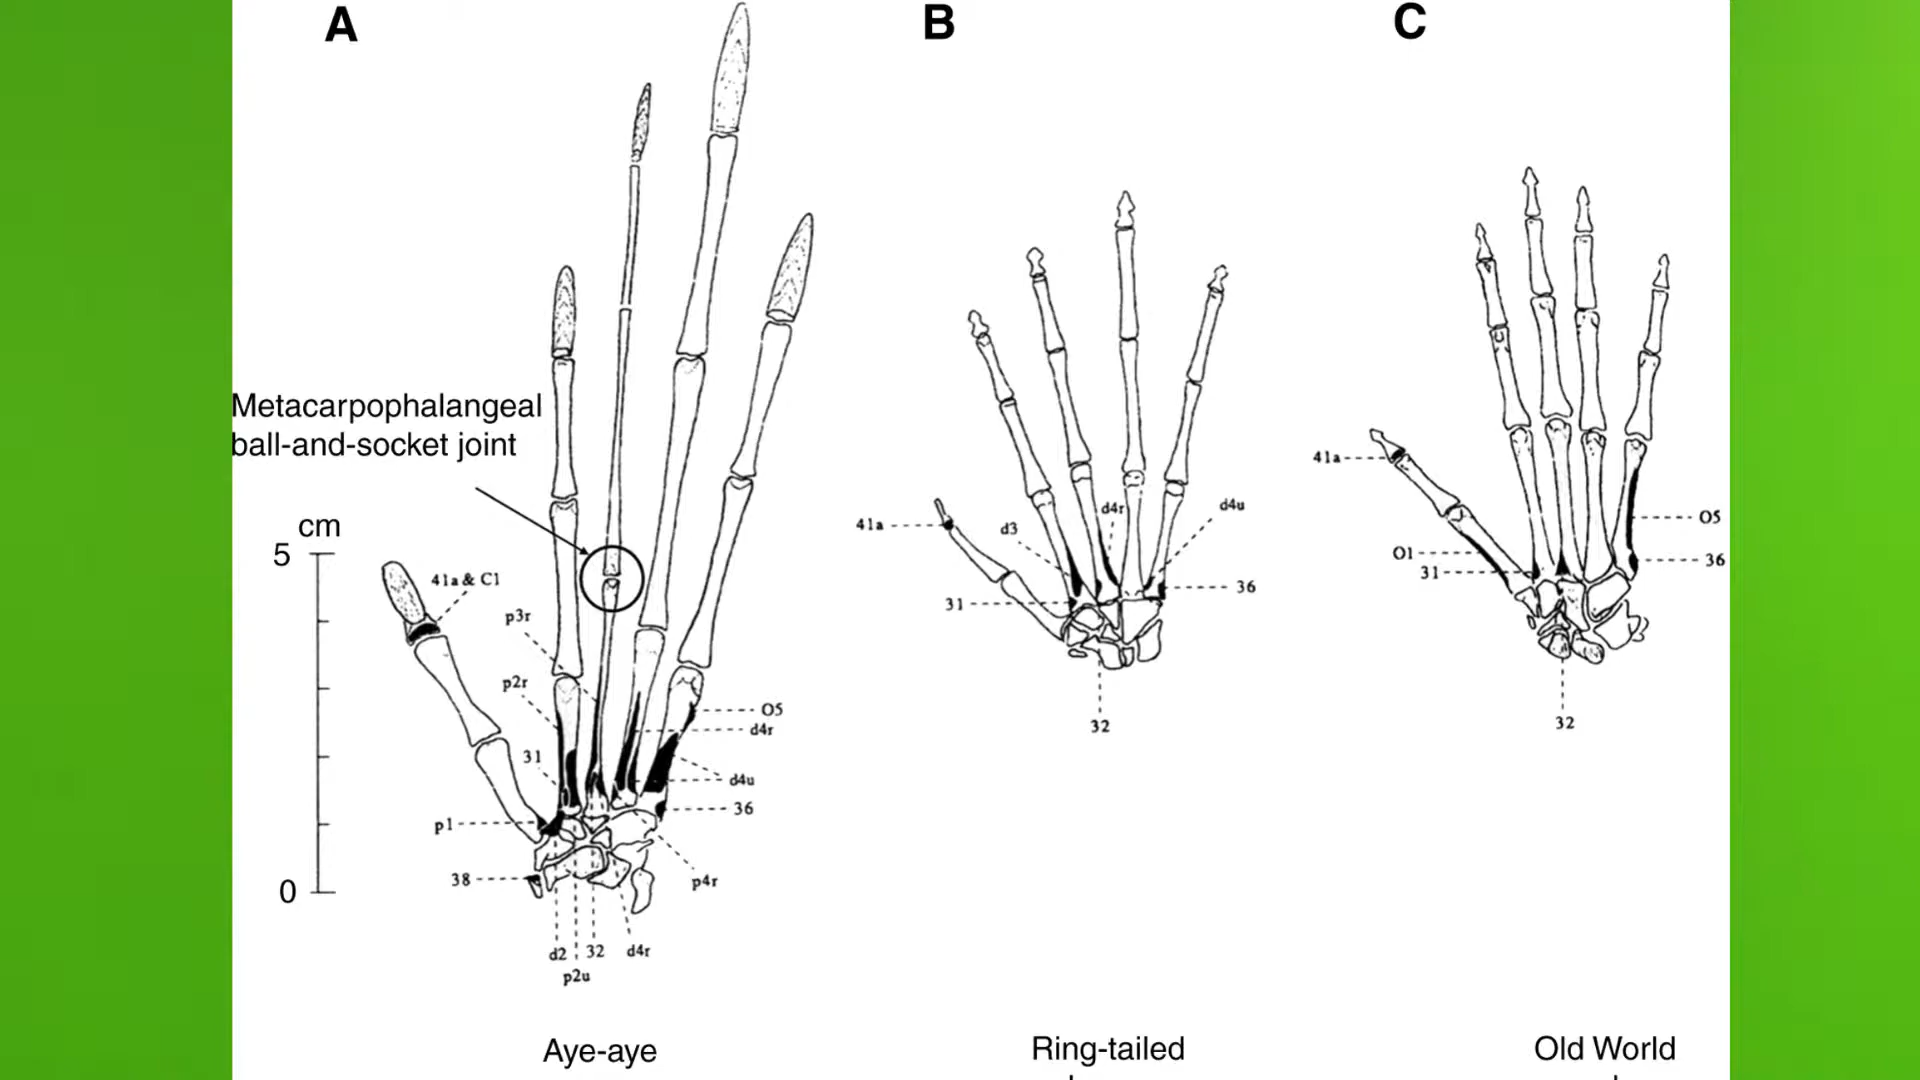 A
B
C
Metacarpophalangeal
ball-and-socket joint
cm
5
0
41a & C1
p3r
p2r
31
p1
38
O5
d4r
d4u
36
p4r
d2
p2u
32
d4r
41a
d3
d4r
d4u
31
36
32
41a
O1
31
O5
36
32
Aye-aye
Ring-tailed
Old World